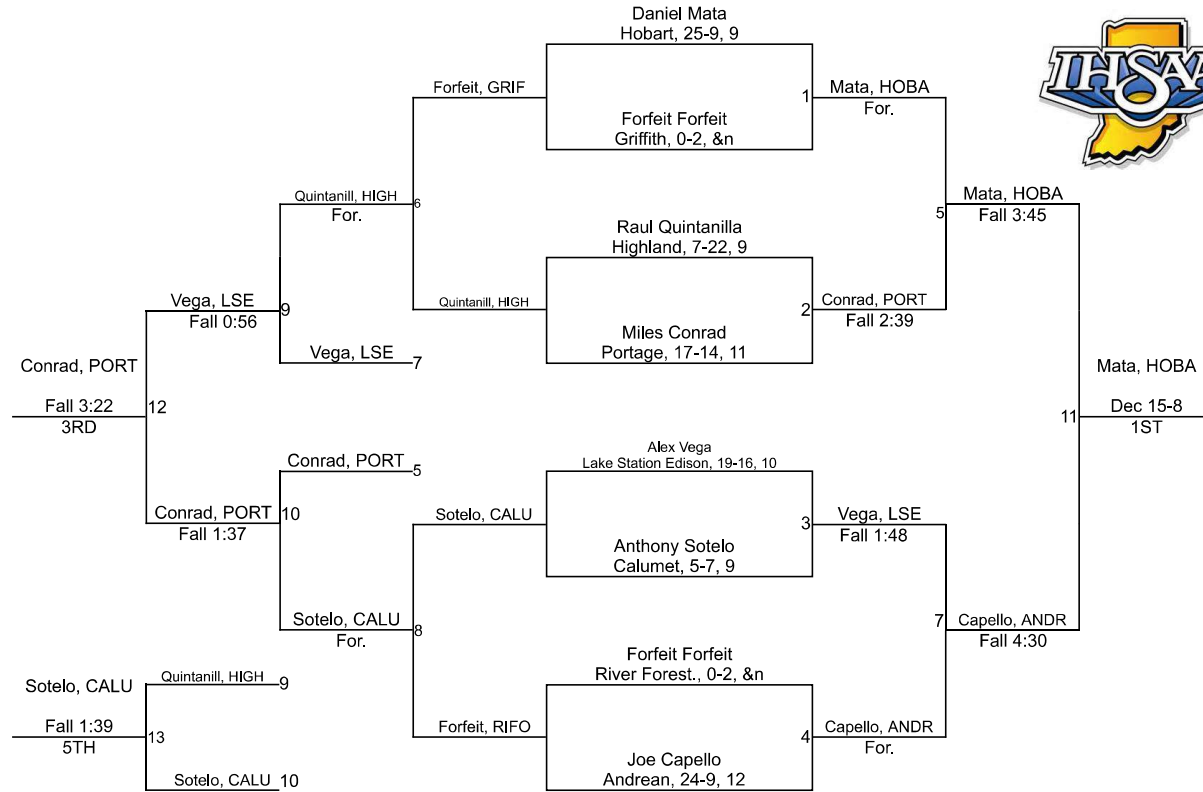 Daniel Mata
Hobart, 25-9, 9
IHSAA
Forfeit, GRIF
1
Mata, HOBA
For.
Forfeit Forfeit
Griffith, 0-2, &n
Quintanill, HIGH
For.
6
Mata, HOBA
Fall 3:45
5
Raul Quintanilla
Highland, 7-22, 9
Vega, LSE
Fall 0:56
9
Quintanill, HIGH
2
Conrad, PORT
Fall 2:39
Vega, LSE
7
Miles Conrad
Portage, 17-14, 11
Conrad, PORT
Fall 3:22
3RD
12
Mata, HOBA
Dec 15-8
1ST
11
Conrad, PORT
5
Alex Vega
Lake Station Edison, 19-16, 10
Conrad, PORT
Fall 1:37
10
Sotelo, CALU
3
Vega, LSE
Fall 1:48
Anthony Sotelo
Calumet, 5-7, 9
Sotelo, CALU
For.
8
7
Capello, ANDR
Fall 4:30
Forfeit Forfeit
River Forest., 0-2, &n
Sotelo, CALU
Fall 1:39
5TH
Quintanill, HIGH
9
13
Forfeit, RIFO
4
Capello, ANDR
For.
Joe Capello
Andrean, 24-9, 12
Sotelo, CALU
10